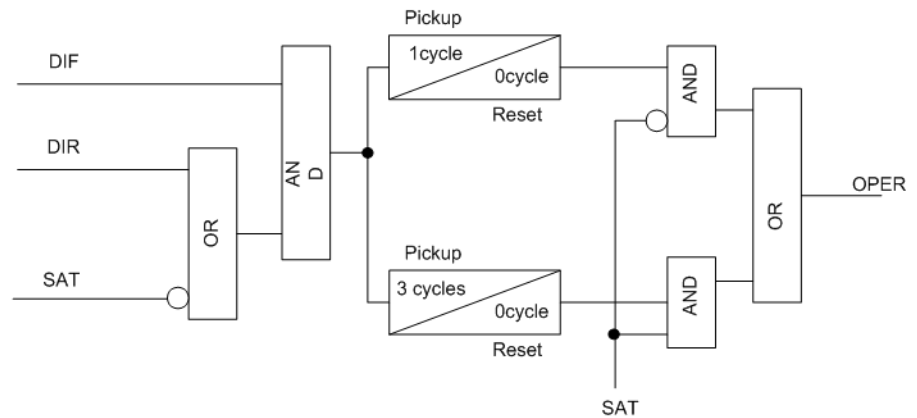 Pickup
1cycle
0cycle
Reset
DIF
DIR
SAT
OR
AN
D
AND
OR
OPER
Pickup
3 cycles
0cycle
Reset
AND
SAT